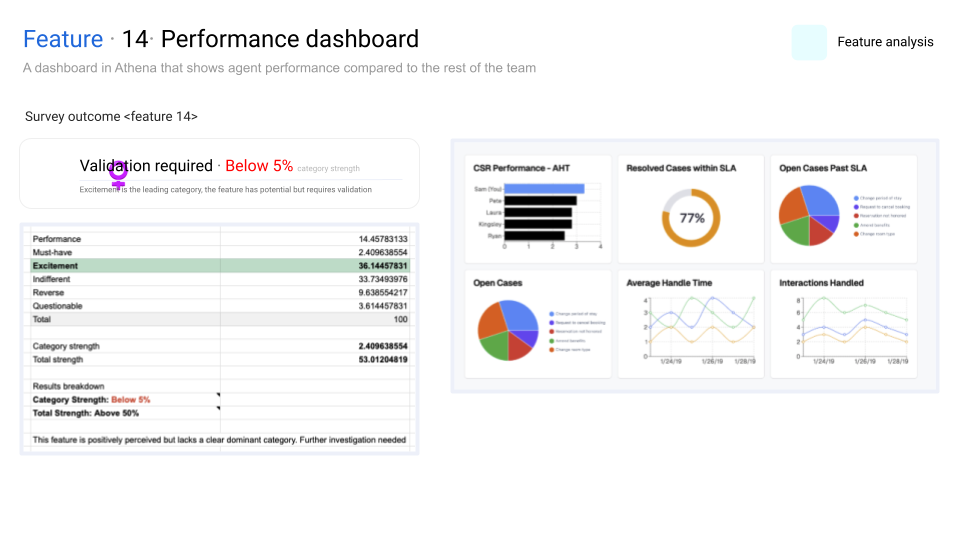 Feature · 14· Performance dashboard
A dashboard in Athena that shows agent performance compared to the rest of the team
Feature analysis
Survey outcome <feature 14>
Validation required · Below 5% category strength
Excitement is the leading category, the feature has potential but requires validation
Performance 14.45783133
Must-have 2.409638554
Excitement 36.14457831
Indifferent 33.73493976
Reverse 9.638554217
Questionable 3.614457831
Total 100
Category strength 2.409638554
Total strength 53.01204819
Results breakdown
Category Strength: Below 5%
Total Strength: Above 50%
This feature is positively perceived but lacks a clear dominant category. Further investigation needed
CSR Performance - AHT
Sam (You)
Pete
Laura
Kingsley
Ryan
0 1 2 3 4
Resolved Cases within SLA
77%
Open Cases Past SLA
Change period of stay
Request to cancel booking
Reservation not honored
Award benefits
Change room type
Open Cases
Change period of stay
Request to cancel booking
Reservation not honored
Award benefits
Change room type
Average Handle Time
4
3
2
1
0
1/24/19 1/26/19 1/28/19
Interactions Handled
8
6
4
2
0
1/24/19 1/26/19 1/28/19